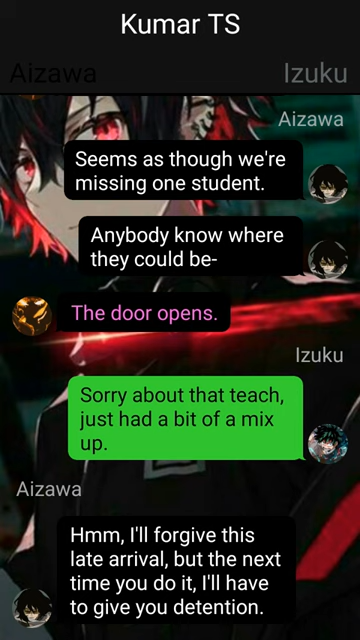 Kumar TS
Aizawa Izuku
Aizawa
Seems as though we're
missing one student.
Anybody know where
they could be-
The door opens.
Izuku
Sorry about that teach,
just had a bit of a mix
up.
Aizawa
Hmm, I'll forgive this
late arrival, but the next
time you do it, I'll have
to give you detention.